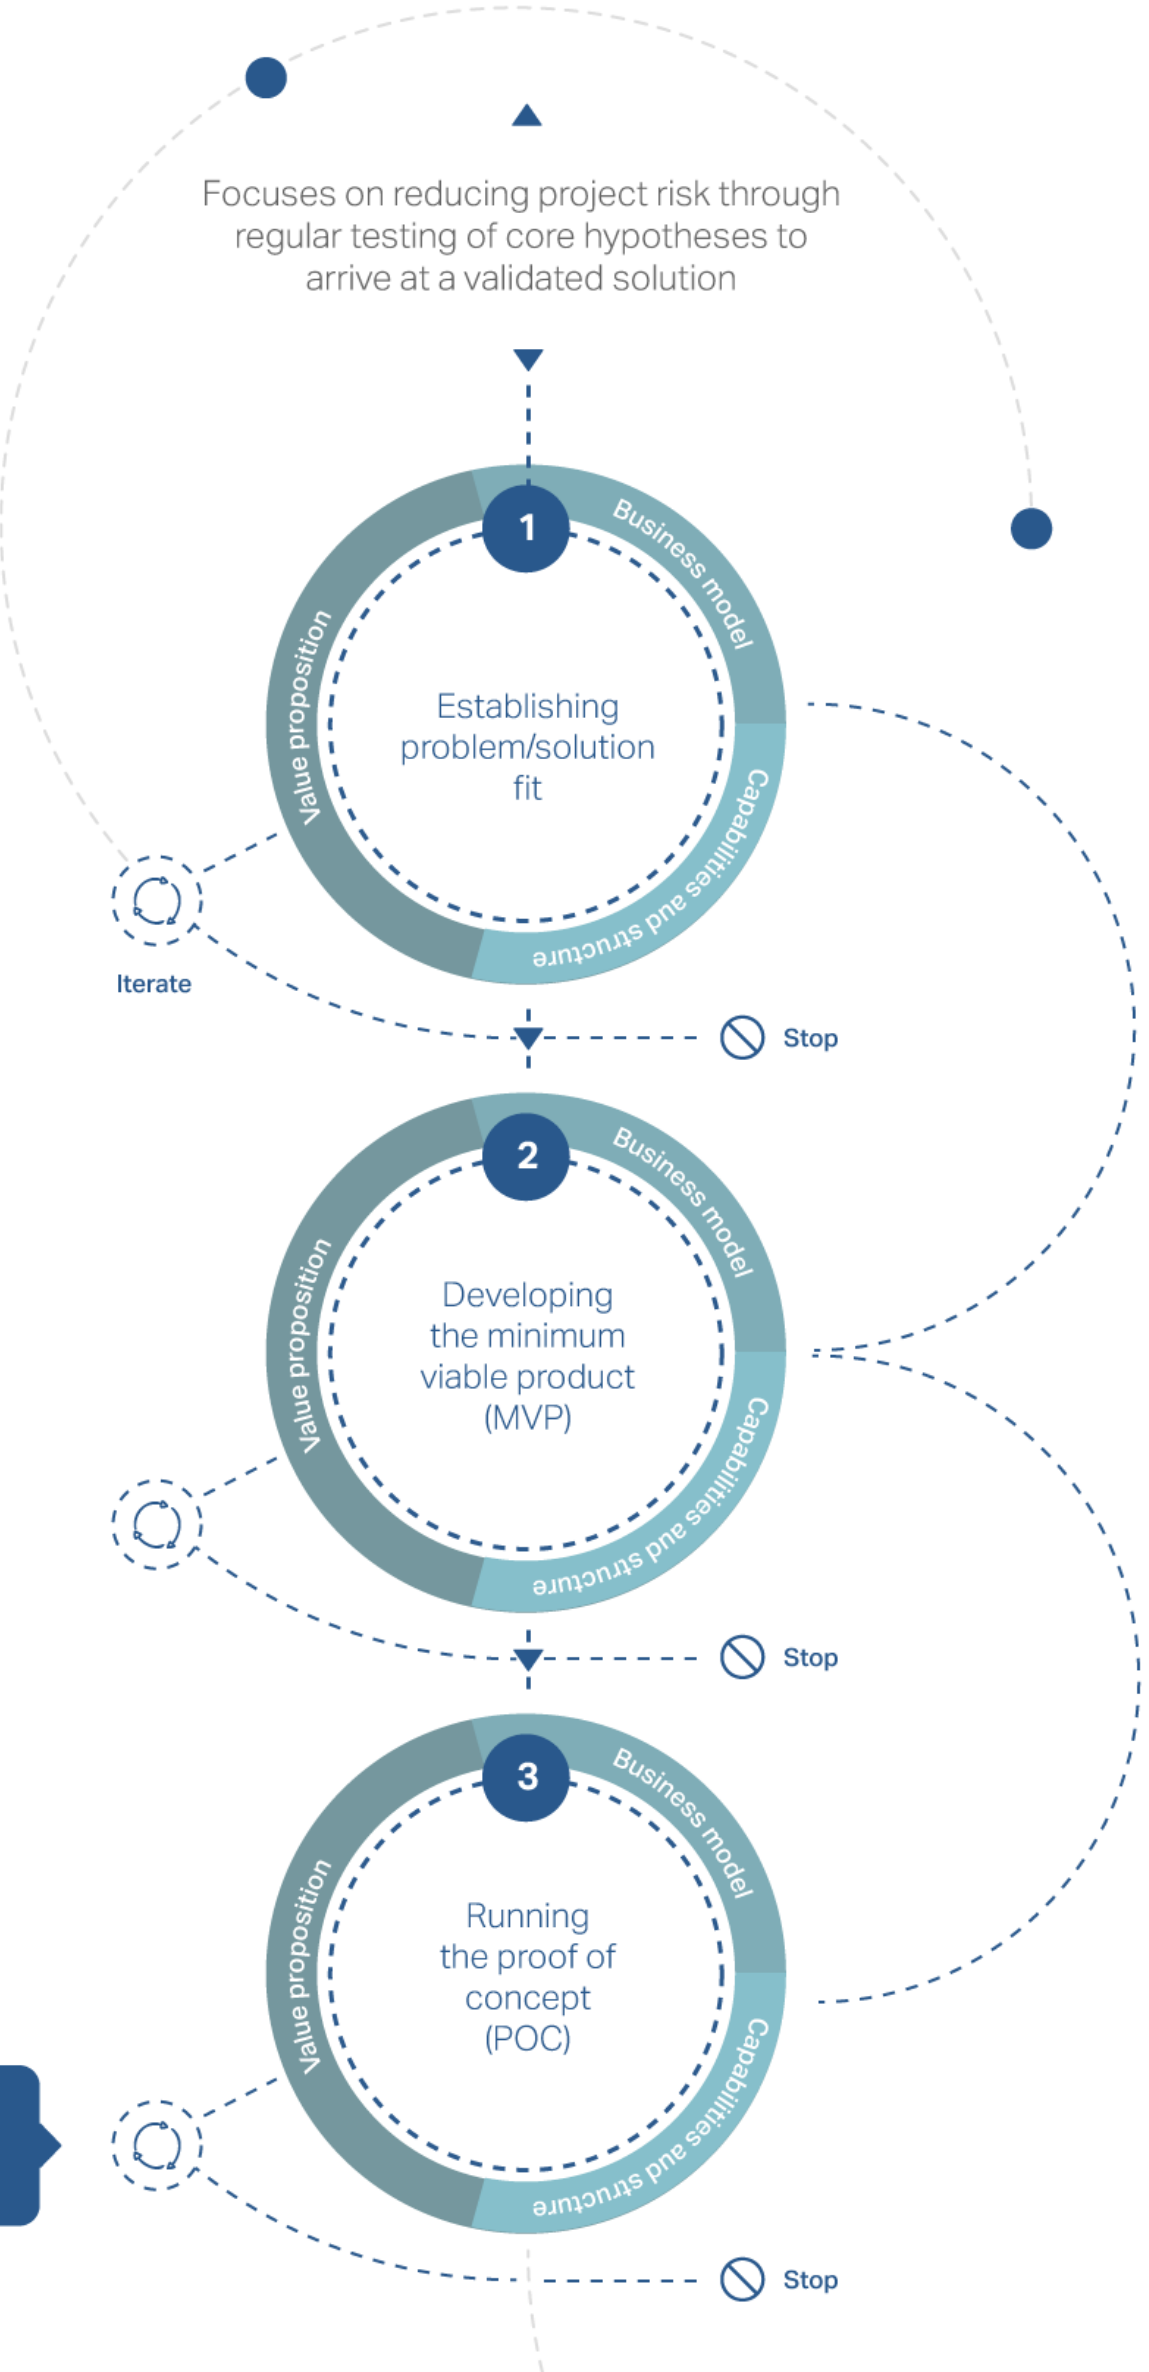 Focuses on reducing project risk through
regular testing of core hypotheses to
arrive at a validated solution
1
Business model
Value proposition
Capabilities and structure
Establishing
problem/solution
fit
Iterate
Stop
2
Business model
Value proposition
Capabilities and structure
Developing
the minimum
viable product
(MVP)
Stop
3
Business model
Value proposition
Capabilities and structure
Running
the proof of
concept
(POC)
Stop